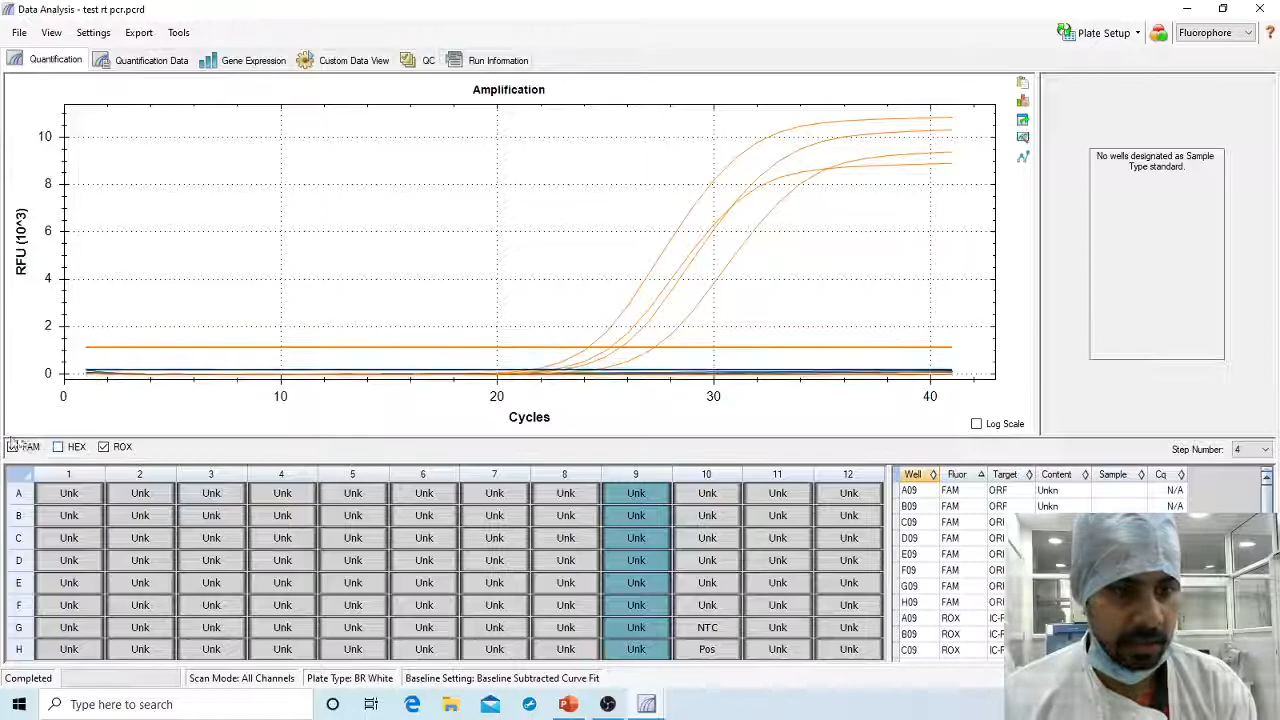 Data Analysis - test rt pcr.pcrd
File View Settings Export Tools
Plate Setup Fluorophore ?
Quantification Quantification Data Gene Expression Custom Data View QC Run Information
Amplification
RFU (10^3)
10
8
6
4
2
0
0 10 20 30 40
Cycles
Log Scale
No wells designated as Sample
Type standard.
FAM HEX ROX
Step Number: 4
1 2 3 4 5 6 7 8 9 10 11 12
A Unk Unk Unk Unk Unk Unk Unk Unk Unk Unk Unk Unk
B Unk Unk Unk Unk Unk Unk Unk Unk Unk Unk Unk Unk
C Unk Unk Unk Unk Unk Unk Unk Unk Unk Unk Unk Unk
D Unk Unk Unk Unk Unk Unk Unk Unk Unk Unk Unk Unk
E Unk Unk Unk Unk Unk Unk Unk Unk Unk Unk Unk Unk
F Unk Unk Unk Unk Unk Unk Unk Unk Unk Unk Unk Unk
G Unk Unk Unk Unk Unk Unk Unk Unk Unk NTC Unk Unk
H Unk Unk Unk Unk Unk Unk Unk Unk Unk Pos Unk Unk
Well Fluor Target Content Sample Cq
A09 FAM ORF Unkn N/A
B09 FAM ORF Unkn N/A
C09 FAM
D09 FAM
E09 FAM
F09 FAM
G09 FAM
H09 FAM
A09 ROX
B09 ROX
C09 ROX
Completed Scan Mode: All Channels Plate Type: BR White Baseline Setting: Baseline Subtracted Curve Fit
Type here to search